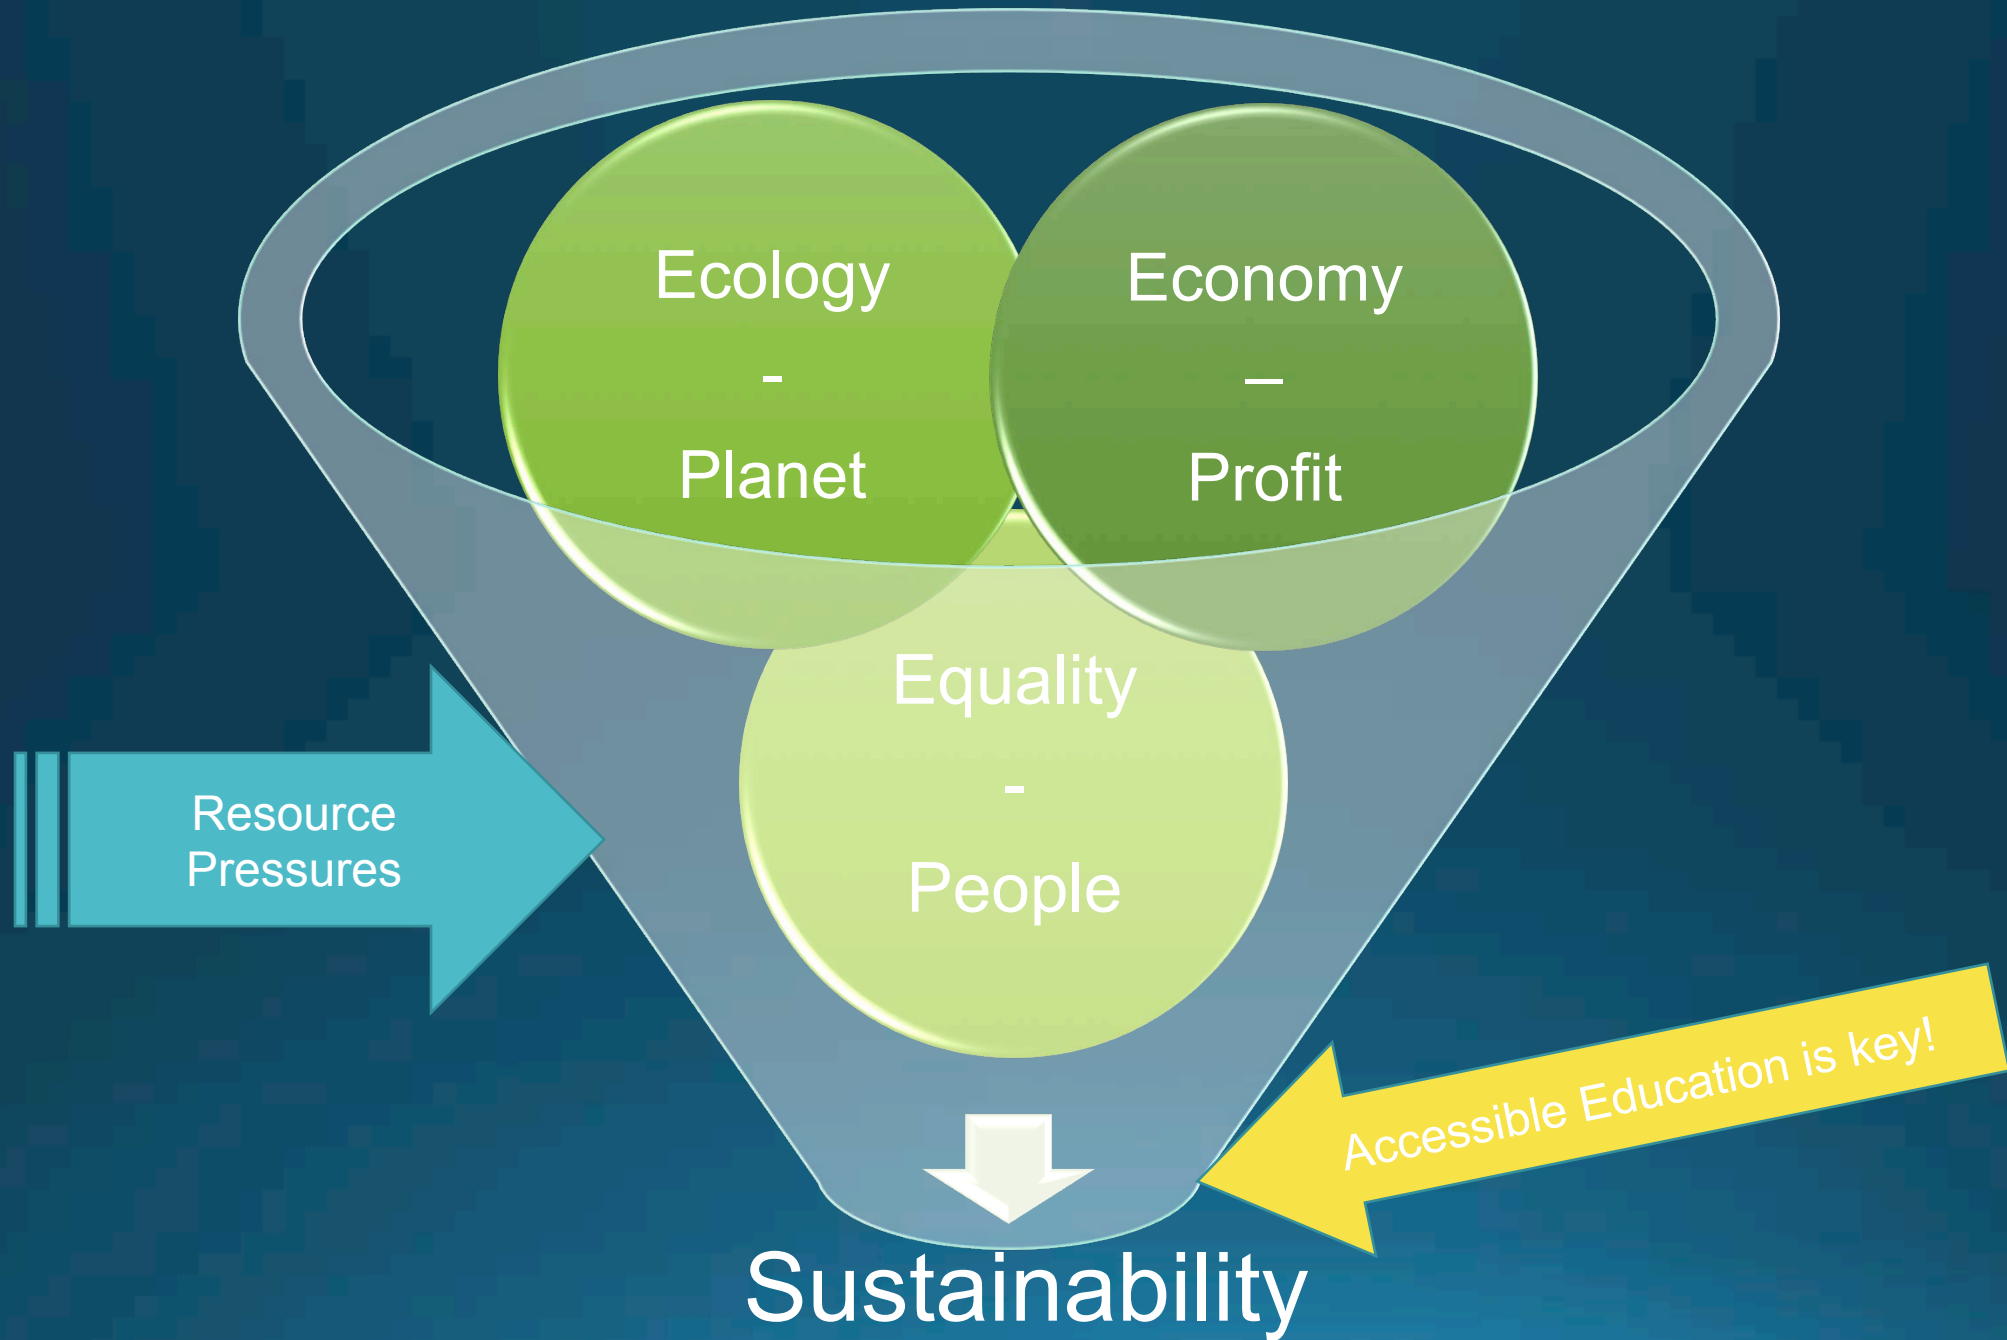 Ecology
-
Planet
Economy
–
Profit
Equality
-
People
Resource
Pressures
Accessible Education is key!
Sustainability